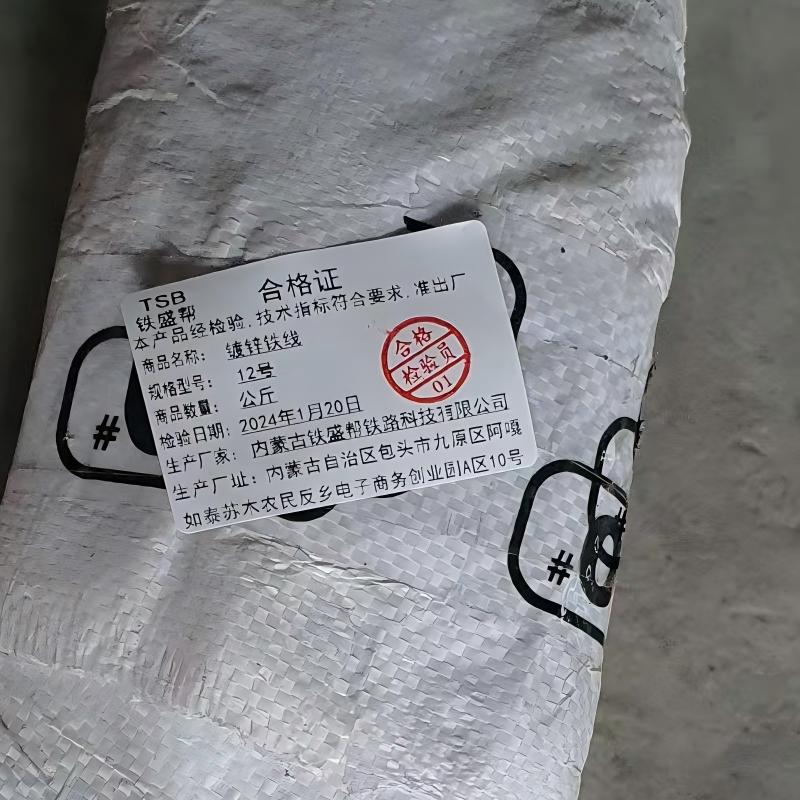 TSB
铁盛帮
合格证
本产品经检验,技术指标符合要求,准出厂
商品名称: 镀锌铁线
规格型号: 12号
商品数量: 公斤
检验日期: 2024年1月20日
生产厂家: 内蒙古铁盛帮铁路科技有限公司
生产厂址: 内蒙古自治区包头市九原区阿嘎
如泰苏木农民反乡电子商务创业园A区10号
合格
检验员
01
#
#